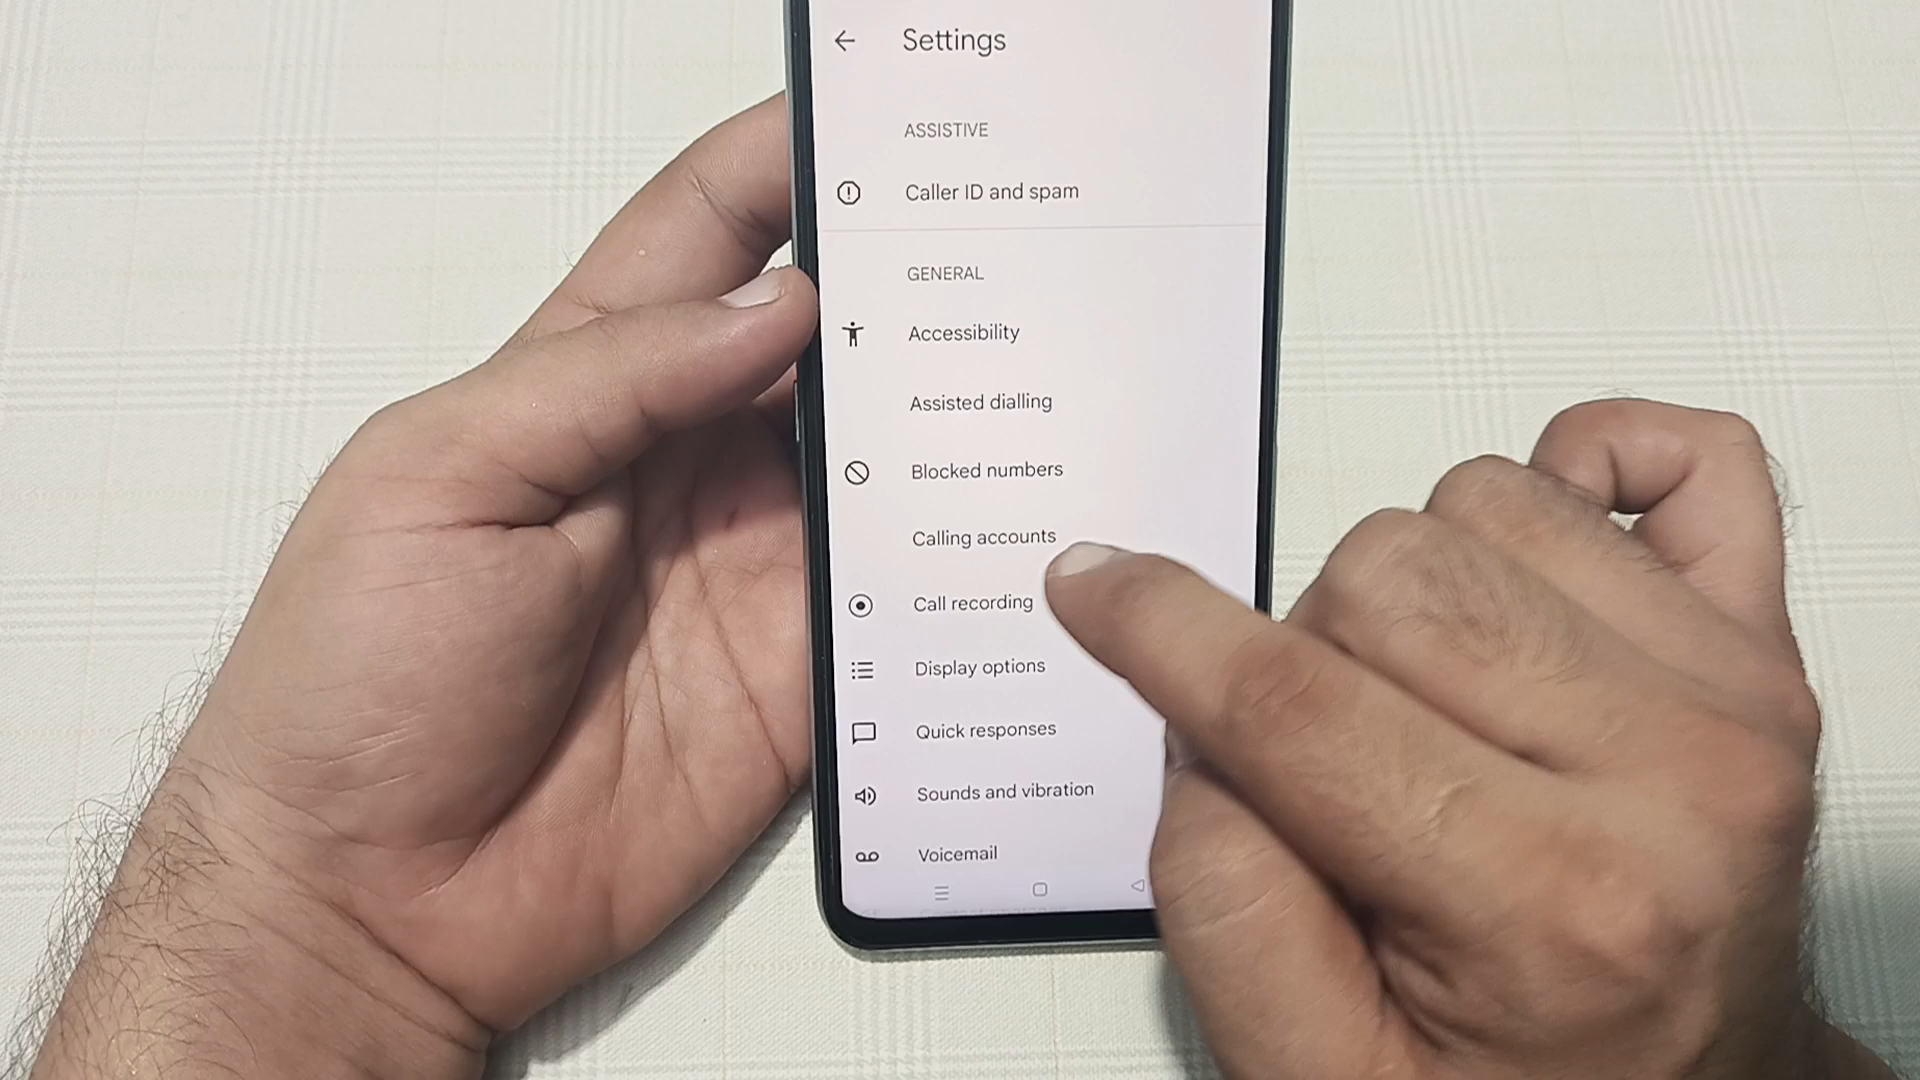 Settings
ASSISTIVE
Caller ID and spam
GENERAL
Accessibility
Assisted dialling
Blocked numbers
Calling accounts
Call recording
Display options
Quick responses
Sounds and vibration
Voicemail